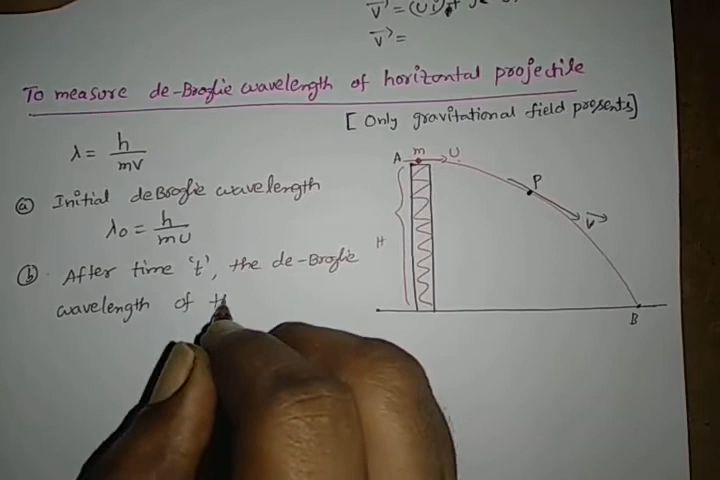 V⃗ = (U î) +
V⃗ =
To measure de-Broglie wavelength of horizontal projectile
[Only gravitational field presents]
λ = h/mv
(a) Initial deBroglie wavelength
λ₀ = h/mU
(b) After time 't', the de-Broglie
wavelength of
A m U
P
V⃗
H
B